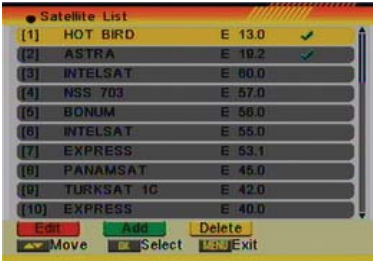 Satellite List
[1] HOT BIRD E 13.0
[2] ASTRA E 19.2
[3] INTELSAT E 60.0
[4] NSS 703 E 57.0
[5] BONUM E 56.0
[6] INTELSAT E 55.0
[7] EXPRESS E 53.1
[8] PANAMSAT E 45.0
[9] TURKSAT 1C E 42.0
[10] EXPRESS E 40.0
Edit Add Delete
Move OK Select MENU Exit